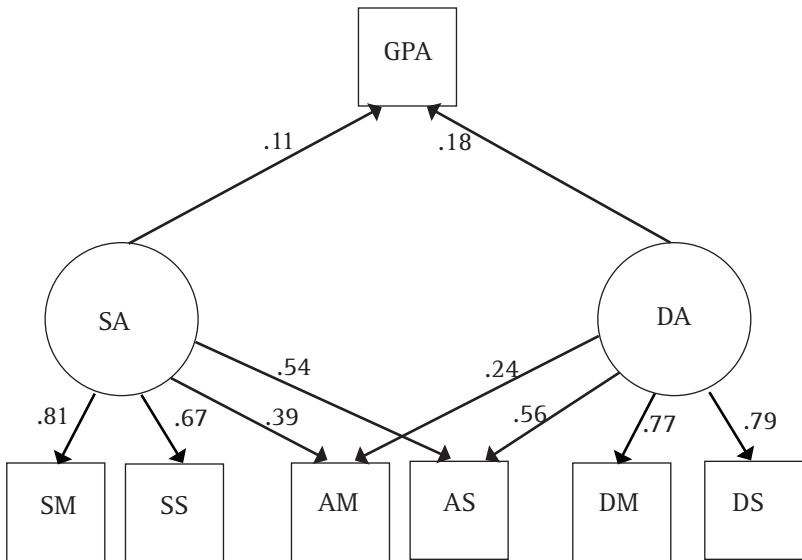 GPA
.11
.18
SA
DA
.54
.24
.81
.67
.39
.56
.77
.79
SM
SS
AM
AS
DM
DS